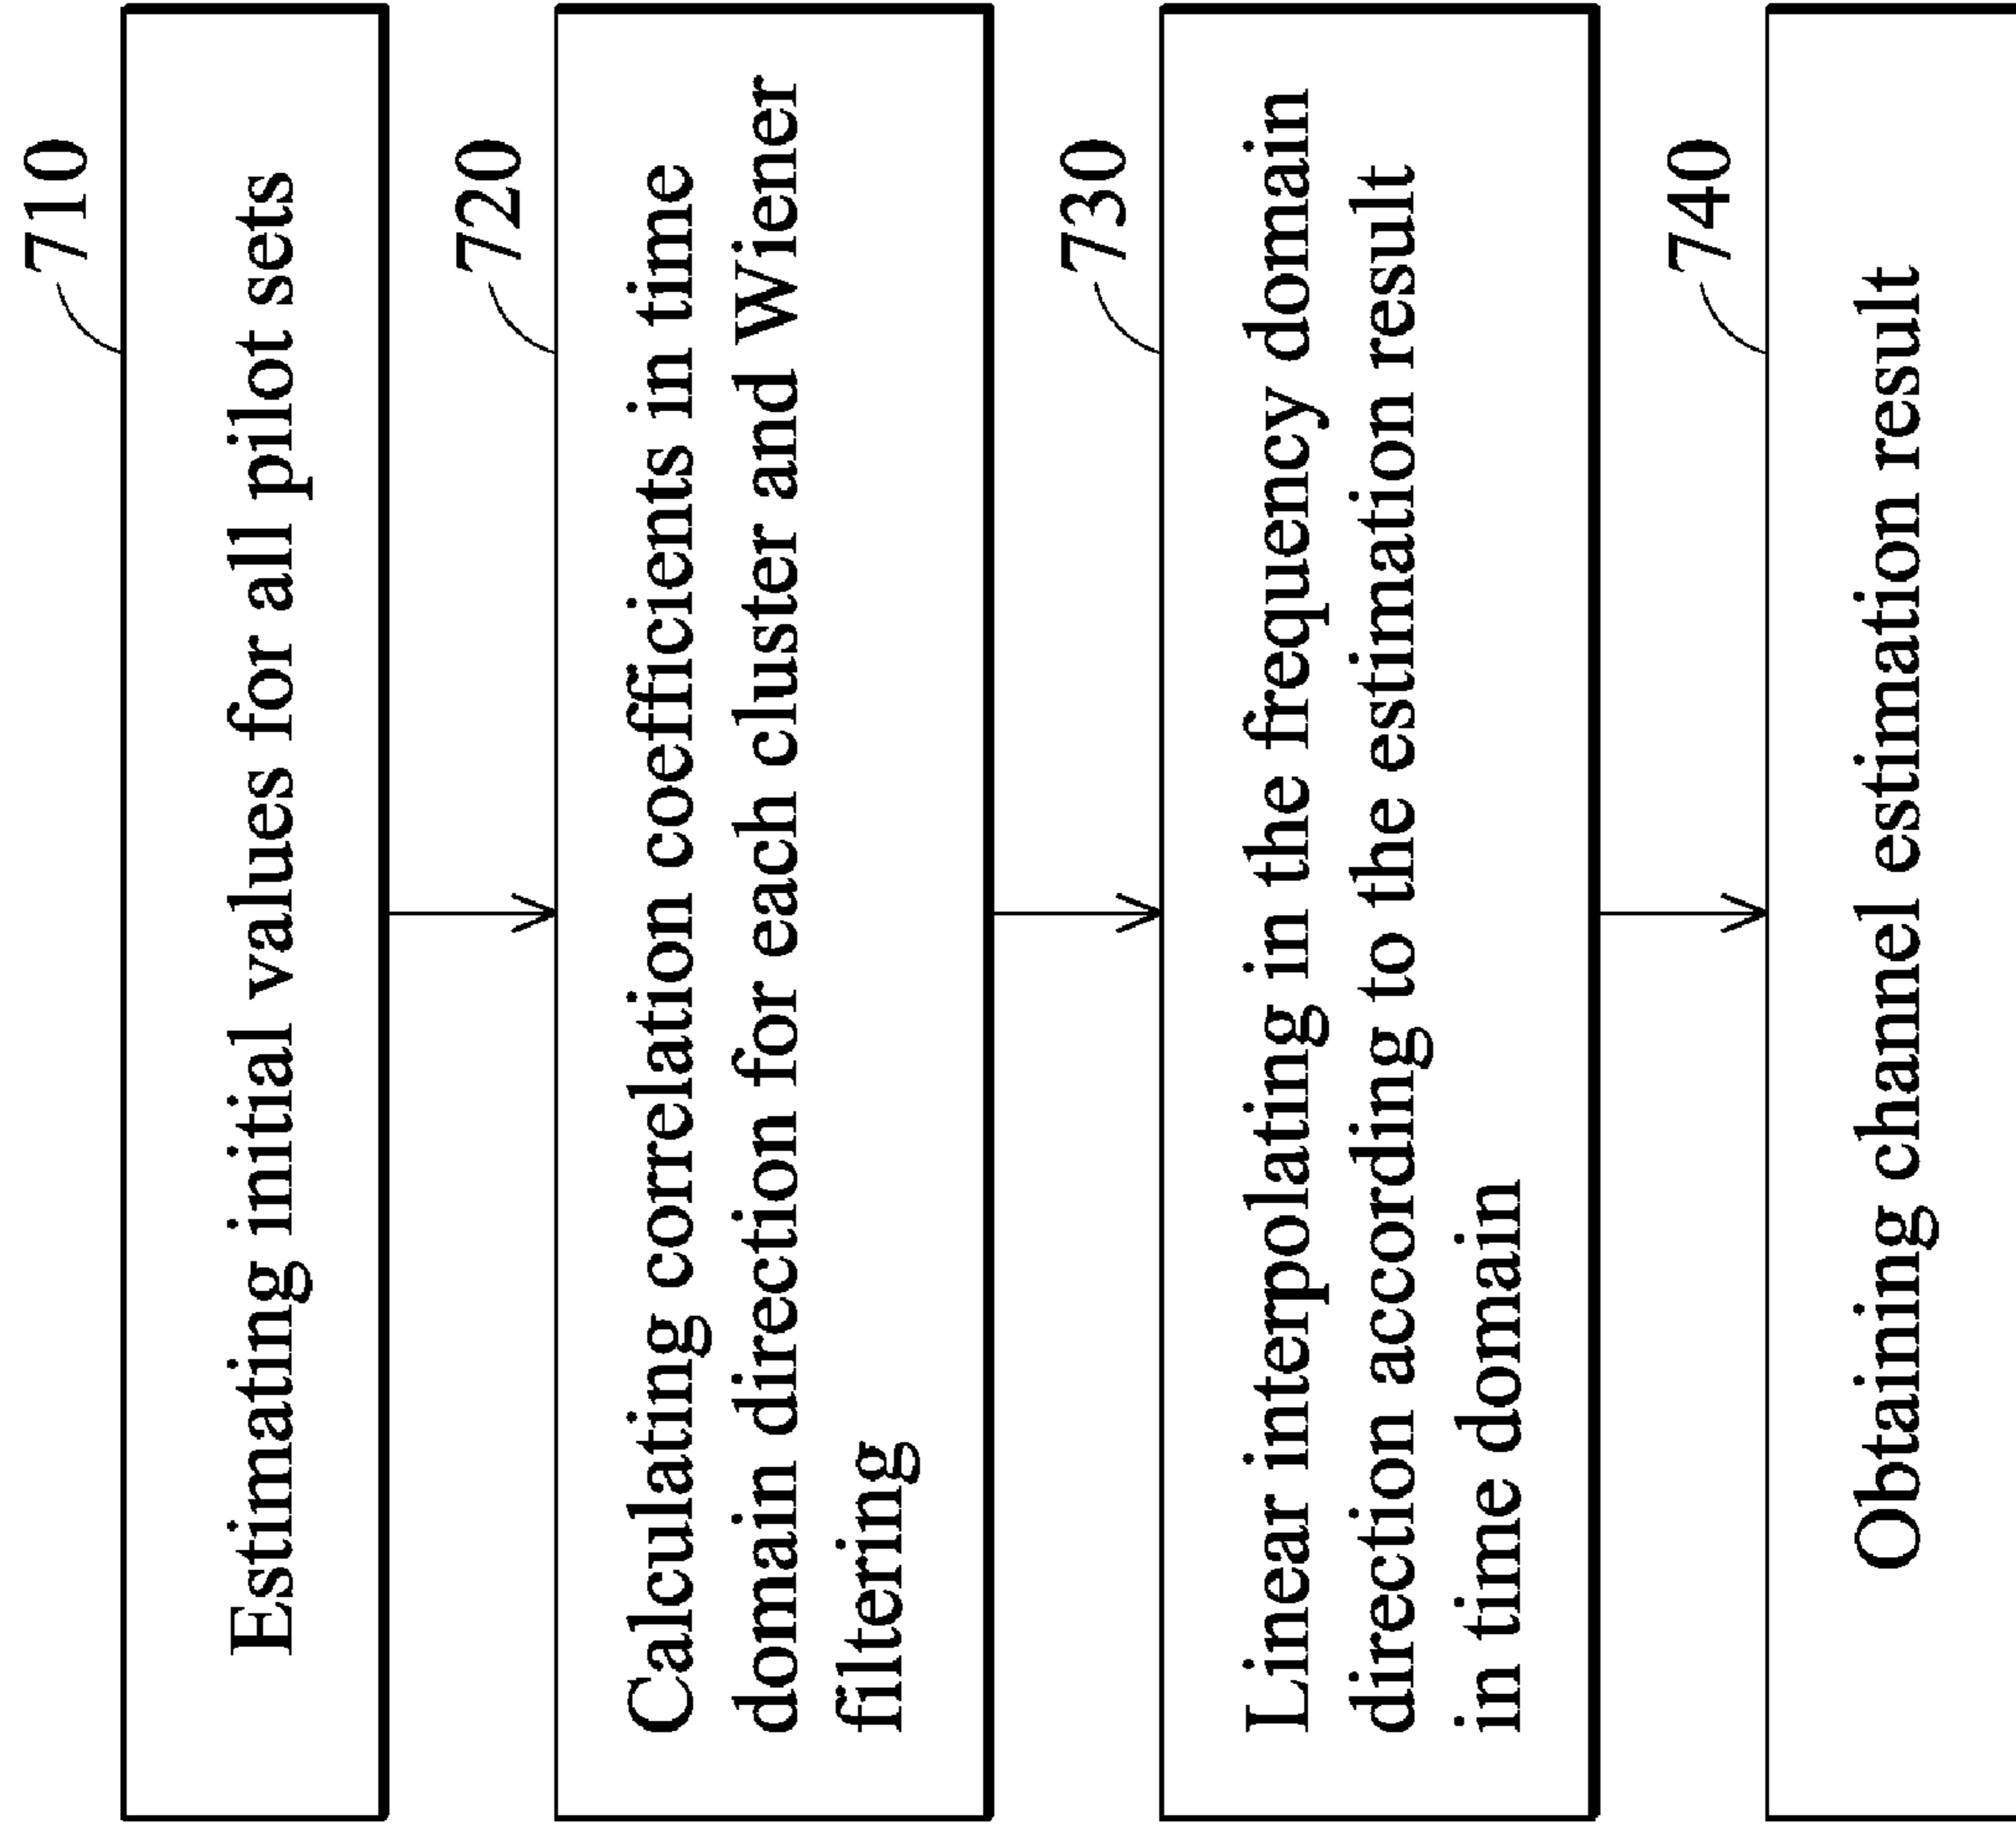 710
Estimating initial values for all pilot sets
720
Calculating correlation coefficients in time
domain direction for each cluster and Wiener
filtering
730
Linear interpolating in the frequency domain
direction according to the estimation result
in time domain
740
Obtaining channel estimation result